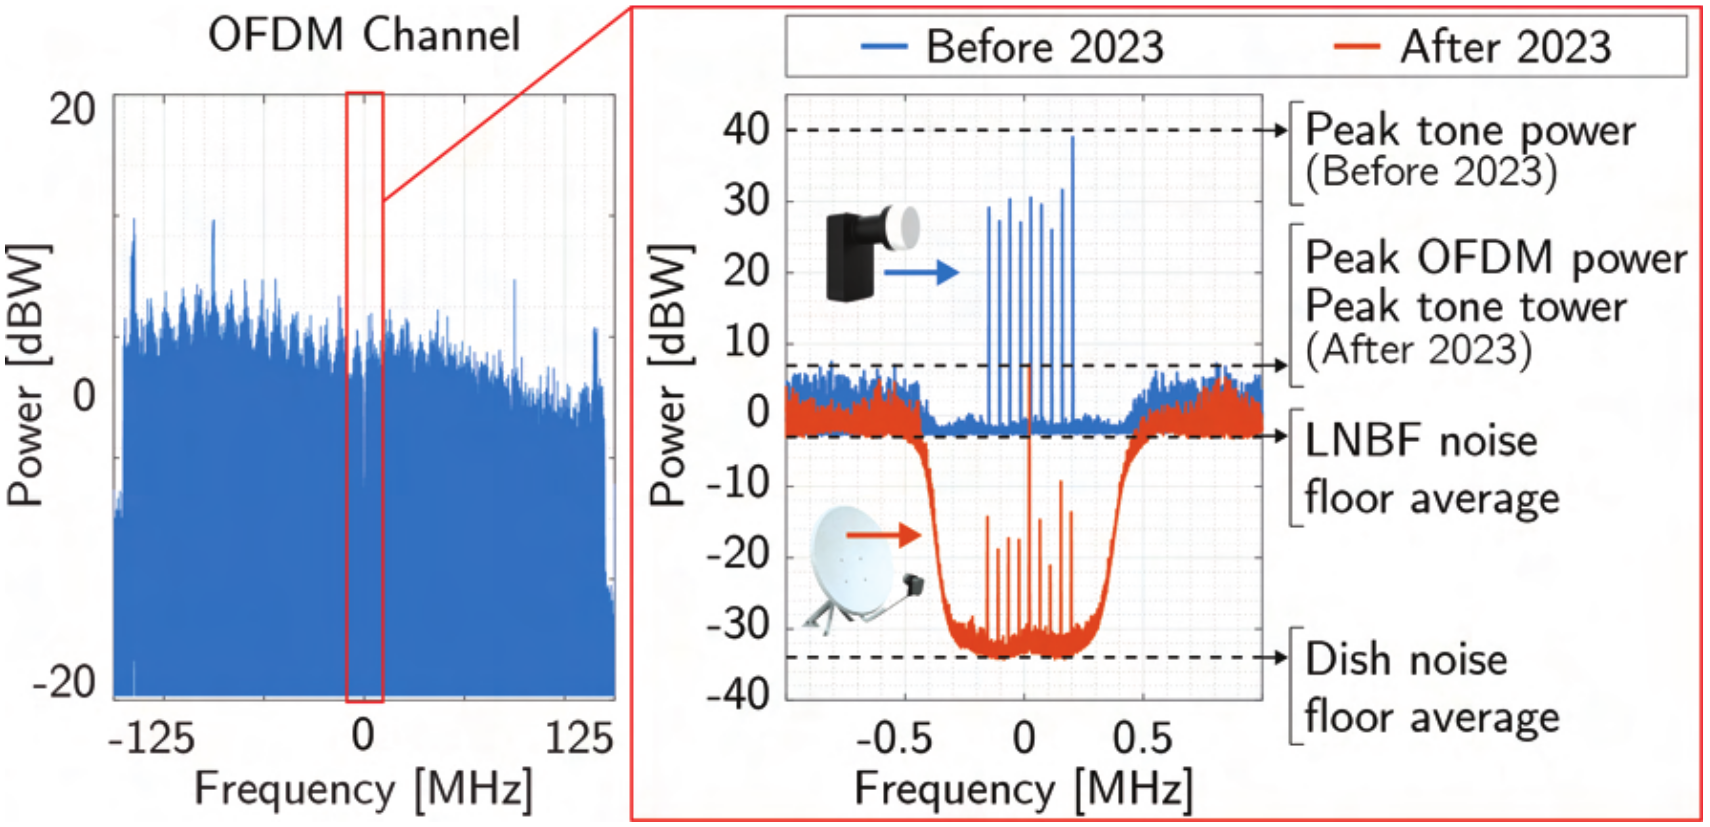 OFDM Channel
20
0
-20
Power [dBW]
-125
0
125
Frequency [MHz]
Before 2023
After 2023
40
30
20
10
0
-10
-20
-30
-40
Power [dBW]
-0.5
0
0.5
Frequency [MHz]
Peak tone power
(Before 2023)
Peak OFDM power
Peak tone tower
(After 2023)
LNBF noise
floor average
Dish noise
floor average